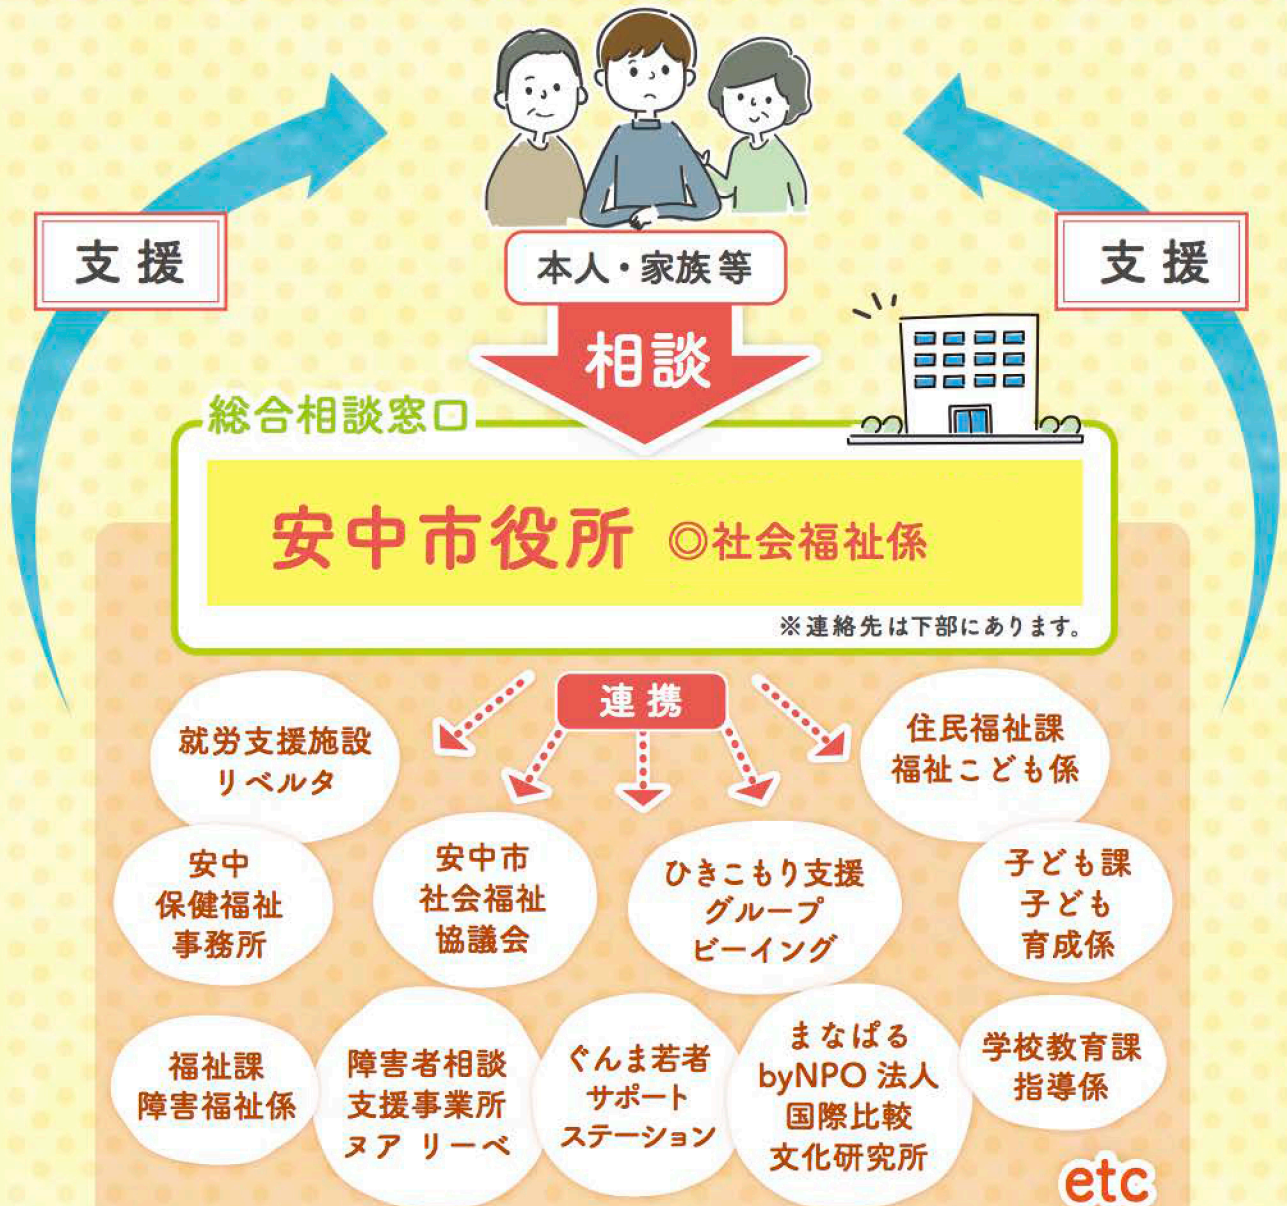 支援
本人・家族等
支援
相談
総合相談窓口
安中市役所 ◎社会福祉係
※連絡先は下部にあります。
連携
就労支援施設
リベルタ
住民福祉課
福祉こども係
安中
保健福祉
事務所
安中市
社会福祉
協議会
ひきこもり支援
グループ
ビーイング
子ども課
子ども
育成係
福祉課
障害福祉係
障害者相談
支援事業所
ヌア リーベ
ぐんま若者
サポート
ステーション
まなぱる
byNPO 法人
国際比較
文化研究所
学校教育課
指導係
etc